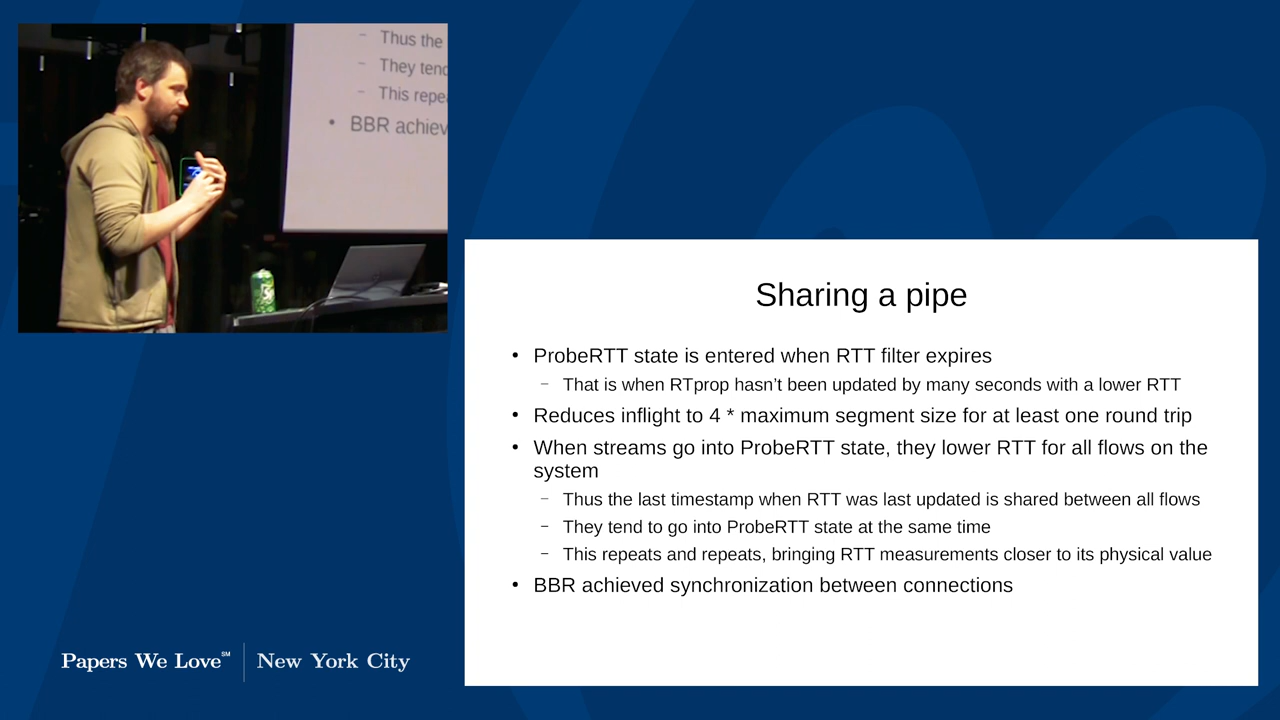 – Thus the
– They tend
– This repea
• BBR achiev
Sharing a pipe
• ProbeRTT state is entered when RTT filter expires
– That is when RTprop hasn’t been updated by many seconds with a lower RTT
• Reduces inflight to 4 * maximum segment size for at least one round trip
• When streams go into ProbeRTT state, they lower RTT for all flows on the
system
– Thus the last timestamp when RTT was last updated is shared between all flows
– They tend to go into ProbeRTT state at the same time
– This repeats and repeats, bringing RTT measurements closer to its physical value
• BBR achieved synchronization between connections
Papers We Love℠ | New York City